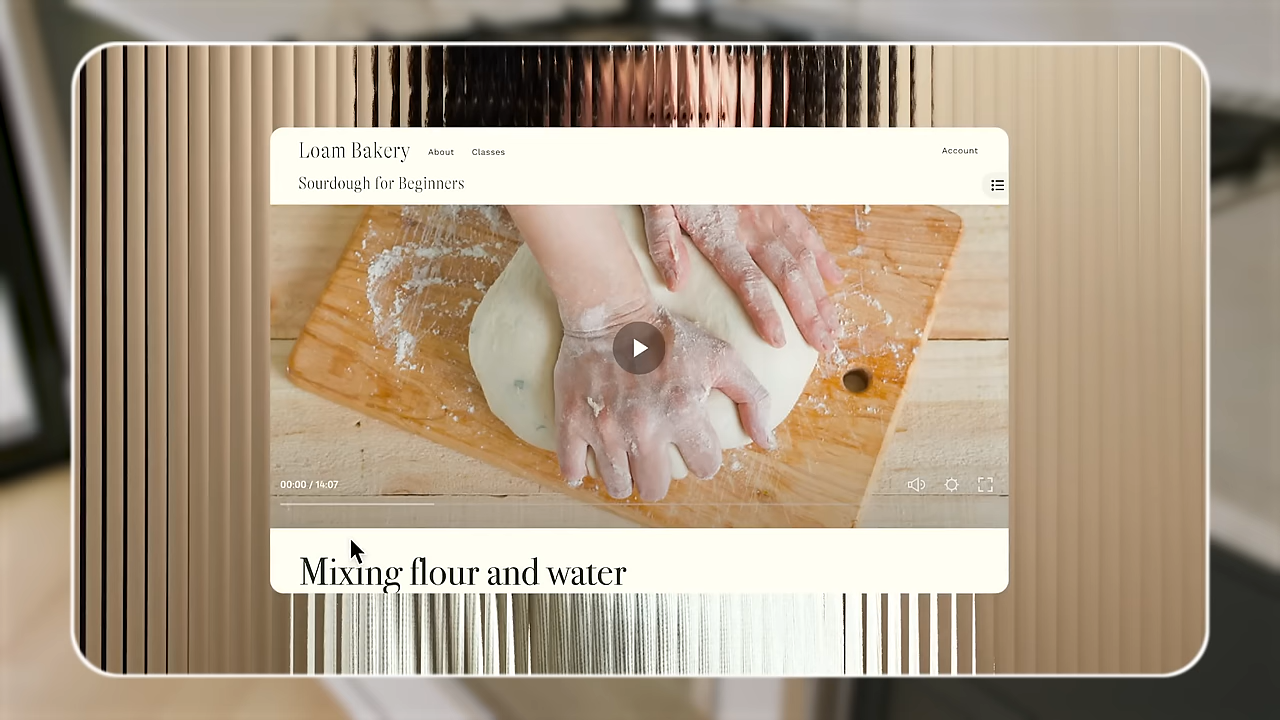 Loam Bakery About Classes Account
Sourdough for Beginners
00:00 / 14:07
Mixing flour and water